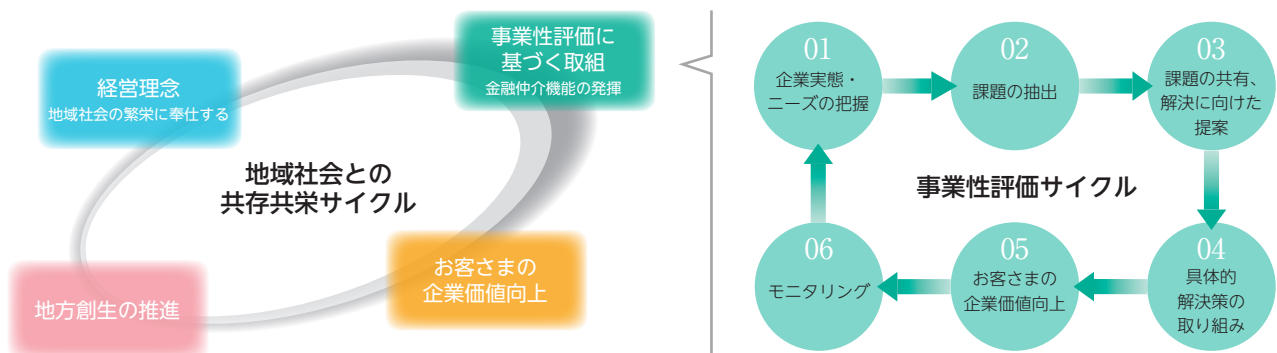 経営理念
地域社会の繁栄に奉仕する
事業性評価に
基づく取組
金融仲介機能の発揮
地域社会との
共存共栄サイクル
お客さまの
企業価値向上
地方創生の推進
01
企業実態・
ニーズの把握
02
課題の抽出
03
課題の共有、
解決に向けた
提案
事業性評価サイクル
04
具体的
解決策の
取り組み
05
お客さまの
企業価値向上
06
モニタリング